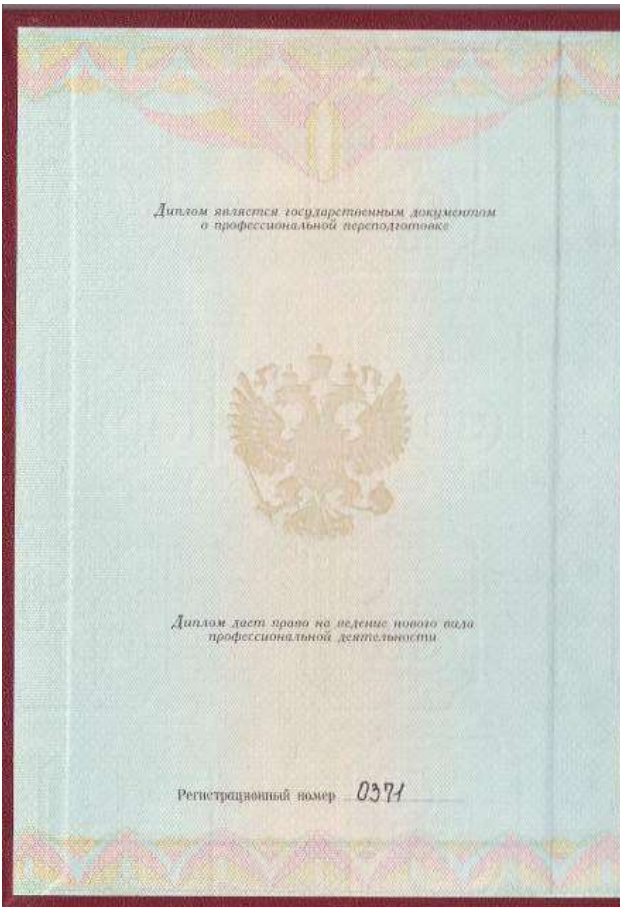 Диплом является государственным документом
о профессиональной переподготовке
Диплом дает право на ведение нового вида
профессиональной деятельности
Регистрационный номер 0371